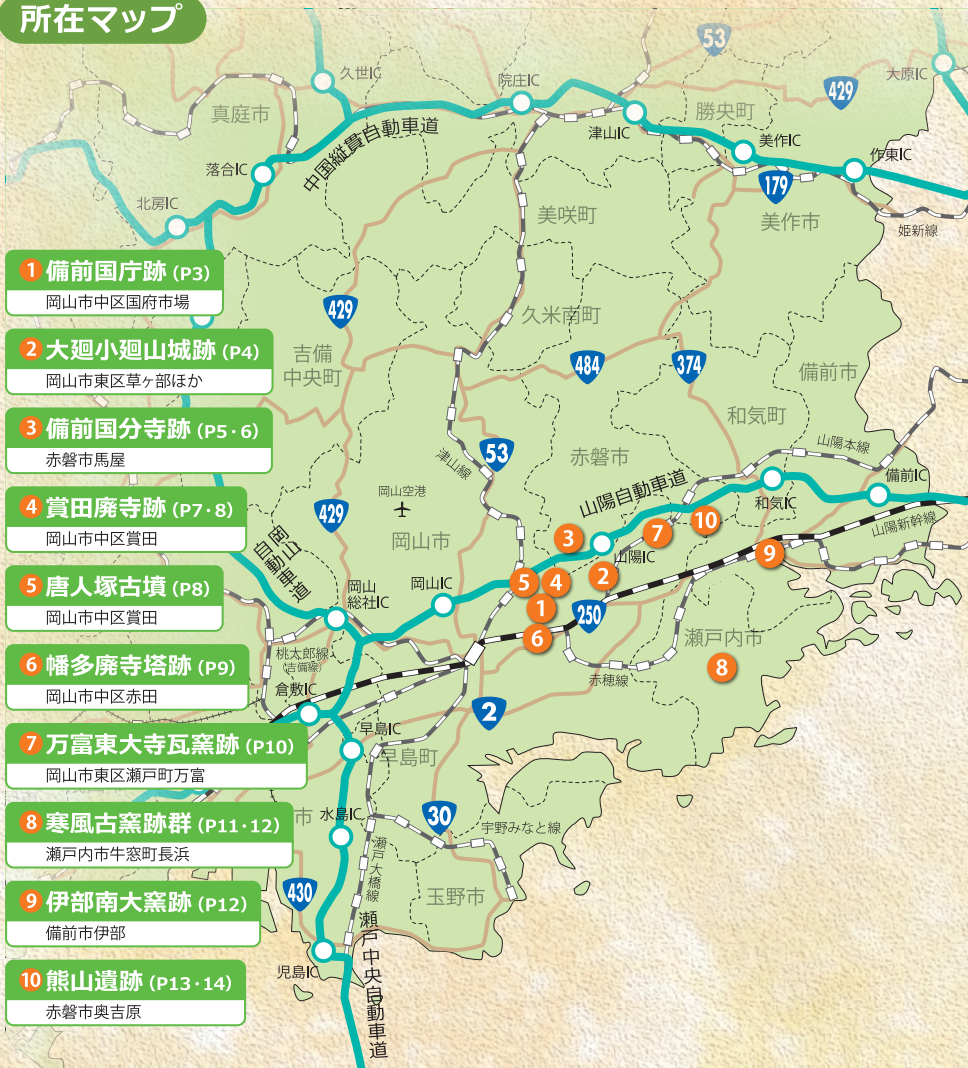 所在マップ
1 備前国庁跡 (P3)
岡山市中区国府市場
2 大廻小廻山城跡 (P4)
岡山市東区草ヶ部ほか
3 備前国分寺跡 (P5・6)
赤磐市馬屋
4 賞田廃寺跡 (P7・8)
岡山市中区賞田
5 唐人塚古墳 (P8)
岡山市中区賞田
6 幡多廃寺塔跡 (P9)
岡山市中区赤田
7 万富東大寺瓦窯跡 (P10)
岡山市東区瀬戸町万富
8 寒風古窯跡群 (P11・12)
瀬戸内市牛窓町長浜
9 伊部南大窯跡 (P12)
備前市伊部
10 熊山遺跡 (P13・14)
赤磐市奥吉原
53
久世IC
院庄IC
大原IC
429
真庭市
勝央町
津山IC
美作IC
作東IC
中国縦貫自動車道
落合IC
179
北房IC
美咲町
美作市
姫新線
429
久米南町
吉備
中央町
484
374
備前市
和気町
53
津山線
赤磐市
山陽本線
岡山空港
山陽自動車道
備前IC
和気IC
429
岡山市
10
7
山陽新幹線
3
山陽IC
9
岡山自動車道
岡山IC
5
4
2
岡山
総社IC
1
250
6
瀬戸内市
桃太郎線
(吉備線)
8
赤穂線
倉敷IC
2
早島IC
早島町
市
水島IC
30
宇野みなと線
瀬戸大橋線
430
玉野市
瀬戸中央自動車道
児島IC